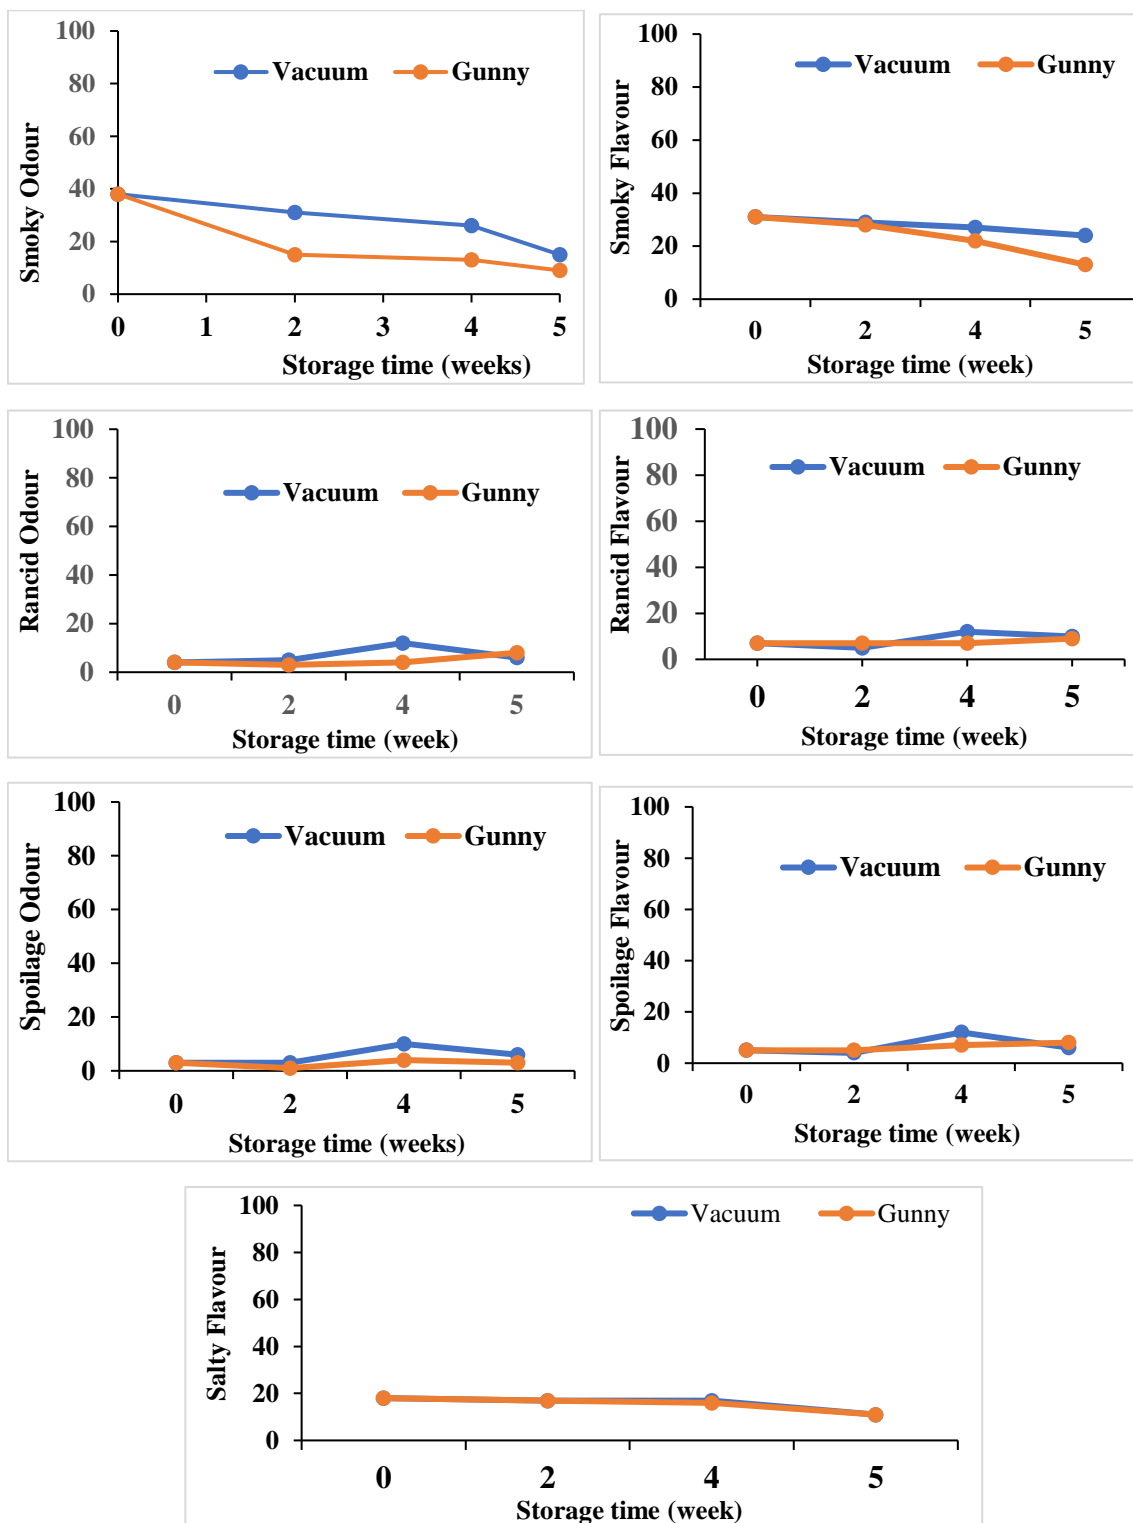 100
80
60
40
20
0
Smoky Odour
Vacuum Gunny
0 1 2 3 4 5
Storage time (weeks)
100
80
60
40
20
0
Smoky Flavour
Vacuum Gunny
0 2 4 5
Storage time (week)
100
80
60
40
20
0
Rancid Odour
Vacuum Gunny
0 2 4 5
Storage time (week)
100
80
60
40
20
0
Rancid Flavour
Vacuum Gunny
0 2 4 5
Storage time (week)
100
80
60
40
20
0
Spoilage Odour
Vacuum Gunny
0 2 4 5
Storage time (weeks)
100
80
60
40
20
0
Spoilage Flavour
Vacuum Gunny
0 2 4 5
Storage time (week)
100
80
60
40
20
0
Salty Flavour
Vacuum Gunny
0 2 4 5
Storage time (week)